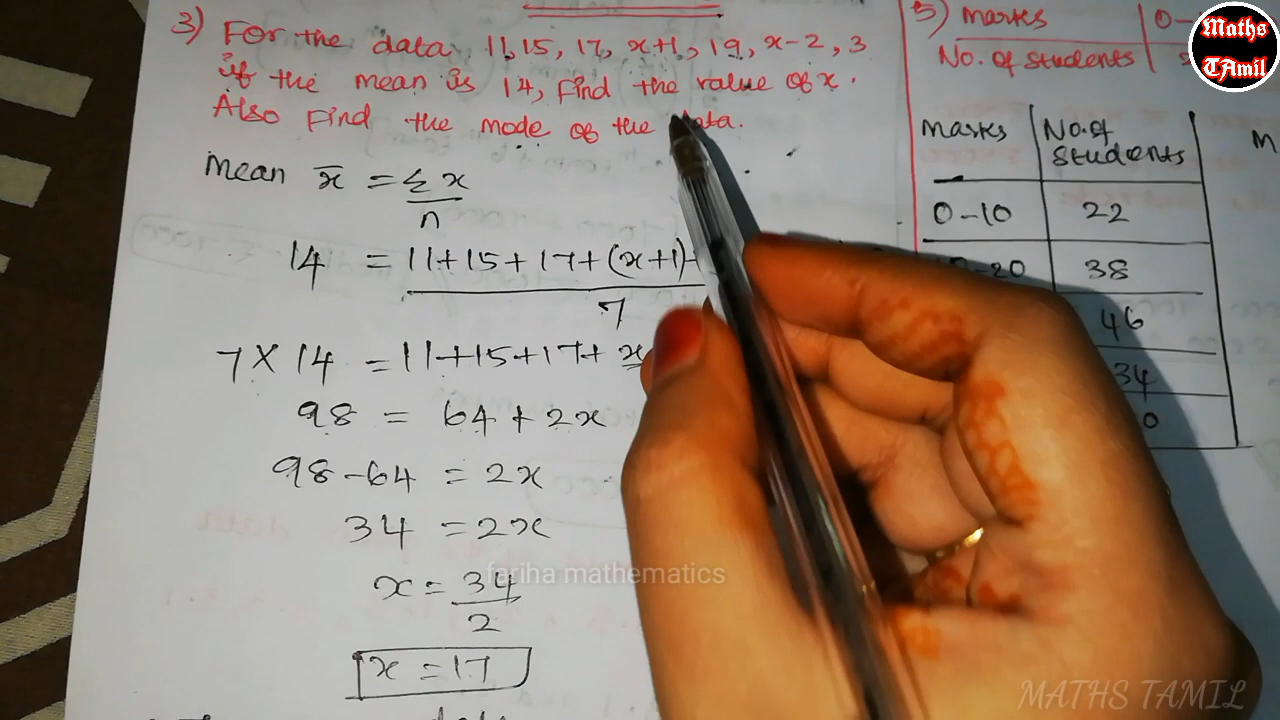 3) For the data 11, 15, 17, x+1, 19, x-2, 3
if the mean is 14, find the value of x.
Also Find the mode of the data.
mean x̄ = Σx
n
14 = 11+15+17+(x+1)+
7
7 × 14 = 11+15+17+ x
98 = 64 + 2x
98-64 = 2x
34 = 2x
x = 34
2
x = 17
5) marks 0-
No. of Students
marks No. of Students
0-10 22
-20 38
46
34
0
M
Maths
TAmil
fariha mathematics
MATHS TAMIL